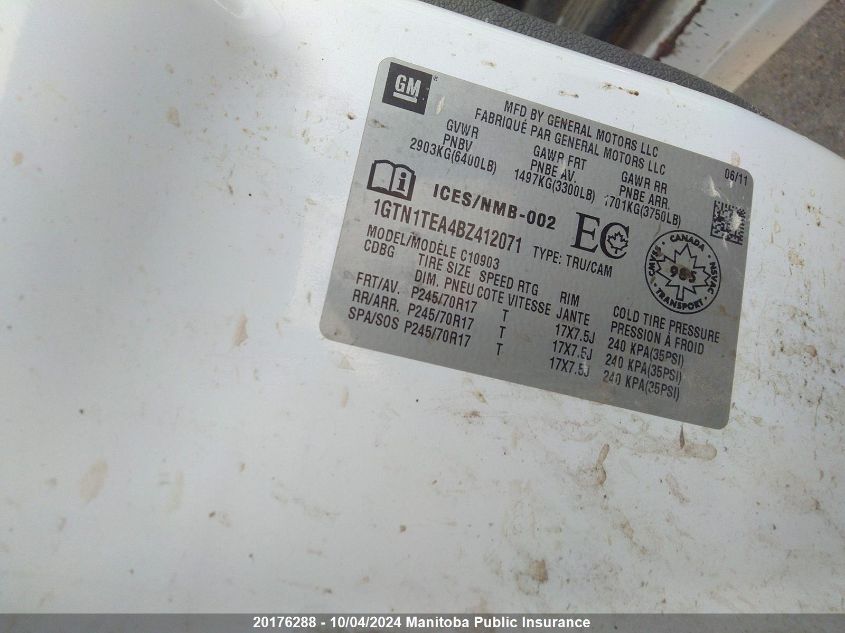 GM
MFD BY GENERAL MOTORS LLC
FABRIQUÉ PAR GENERAL MOTORS LLC
06/11
GVWR GAWR FRT GAWR RR
PNBV PNBE AV. PNBE ARR.
2903KG(6400LB) 1497KG(3300LB) 1701KG(3750LB)
ICES/NMB-002 EC
1GTN1TEA4BZ412071 TYPE: TRU/CAM
MODEL/MODÈLE C10903
CDBG
CANADA
CMVSS 985 NSVAC
TRANSPORT
TIRE SIZE SPEED RTG RIM COLD TIRE PRESSURE
DIM. PNEU COTE VITESSE JANTE PRESSION À FROID
FRT/AV. P245/70R17 T 17X7.5J 240 KPA(35PSI)
RR/ARR. P245/70R17 T 17X7.5J 240 KPA(35PSI)
SPA/SOS P245/70R17 T 17X7.5J 240 KPA(35PSI)
20176288 - 10/04/2024 Manitoba Public Insurance